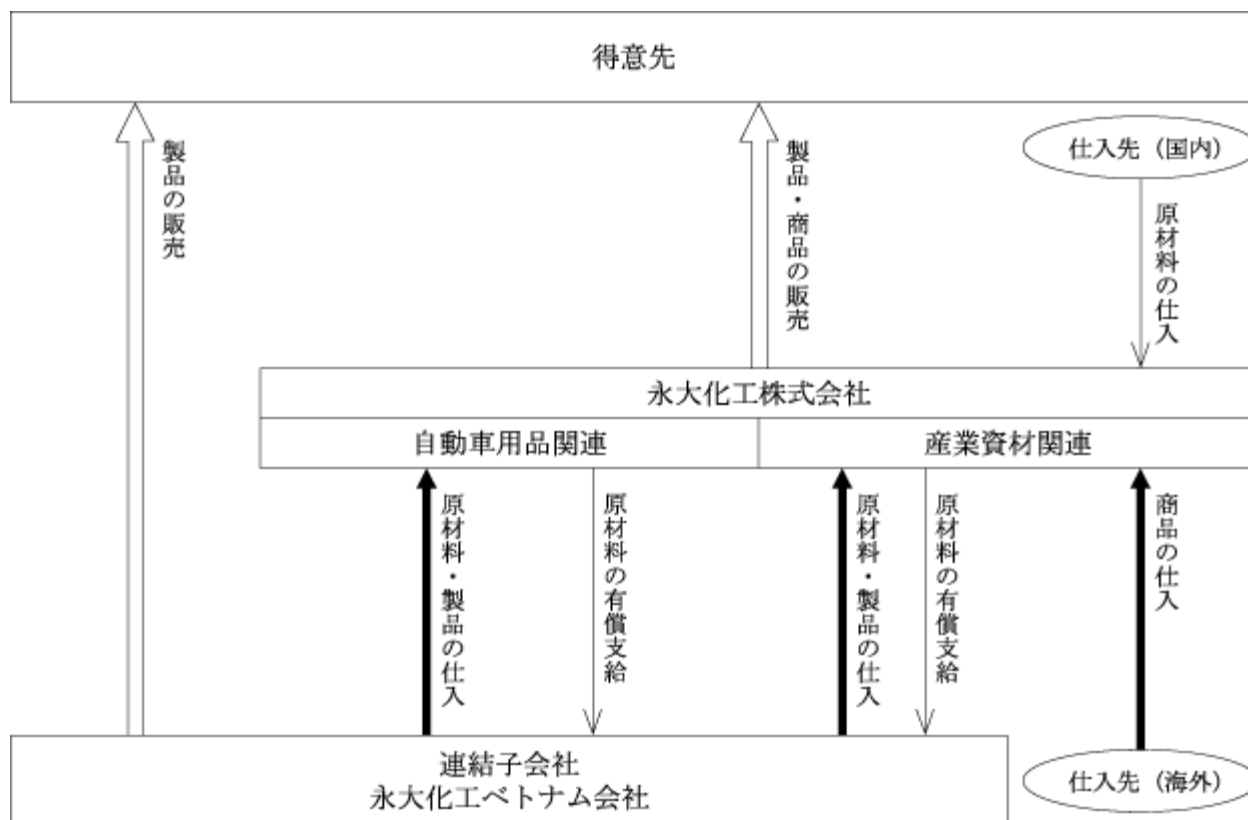 得意先
製品の販売
製品・商品の販売
仕入先（国内）
原材料の仕入
永大化工株式会社
自動車用品関連
産業資材関連
原材料・製品の仕入
原材料の有償支給
原材料・製品の仕入
原材料の有償支給
商品の仕入
連結子会社
永大化工ベトナム会社
仕入先（海外）